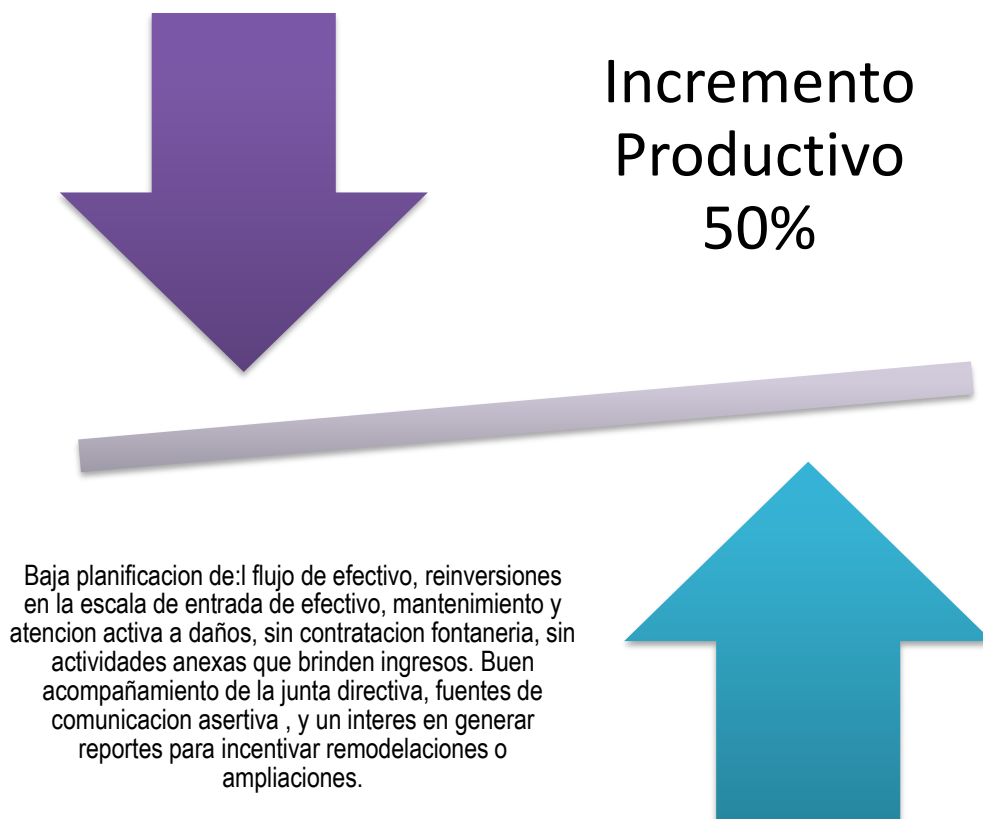 Incremento
Productivo
50%
Baja planificacion de:l flujo de efectivo, reinversiones
en la escala de entrada de efectivo, mantenimiento y
atencion activa a daños, sin contratacion fontaneria, sin
actividades anexas que brinden ingresos. Buen
acompañamiento de la junta directiva, fuentes de
comunicacion asertiva , y un interes en generar
reportes para incentivar remodelaciones o
ampliaciones.